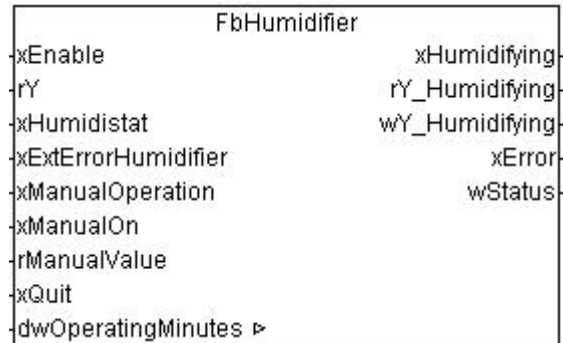 FbHumidifier
xEnable xHumidifying
rY rY_Humidifying
xHumidistat wY_Humidifying
xExtErrorHumidifier xError
xManualOperation wStatus
xManualOn
rManualValue
xQuit
dwOperatingMinutes ▷